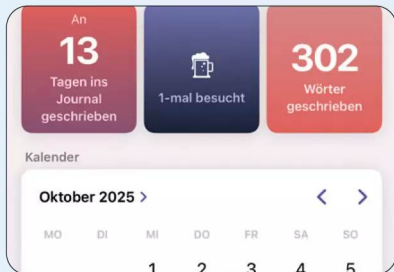 An
13
Tagen ins
Journal
geschrieben
1-mal besucht
302
Wörter
geschrieben
Kalender
Oktober 2025 >
< >
MO DI MI DO FR SA SO
1 2 3 4 5